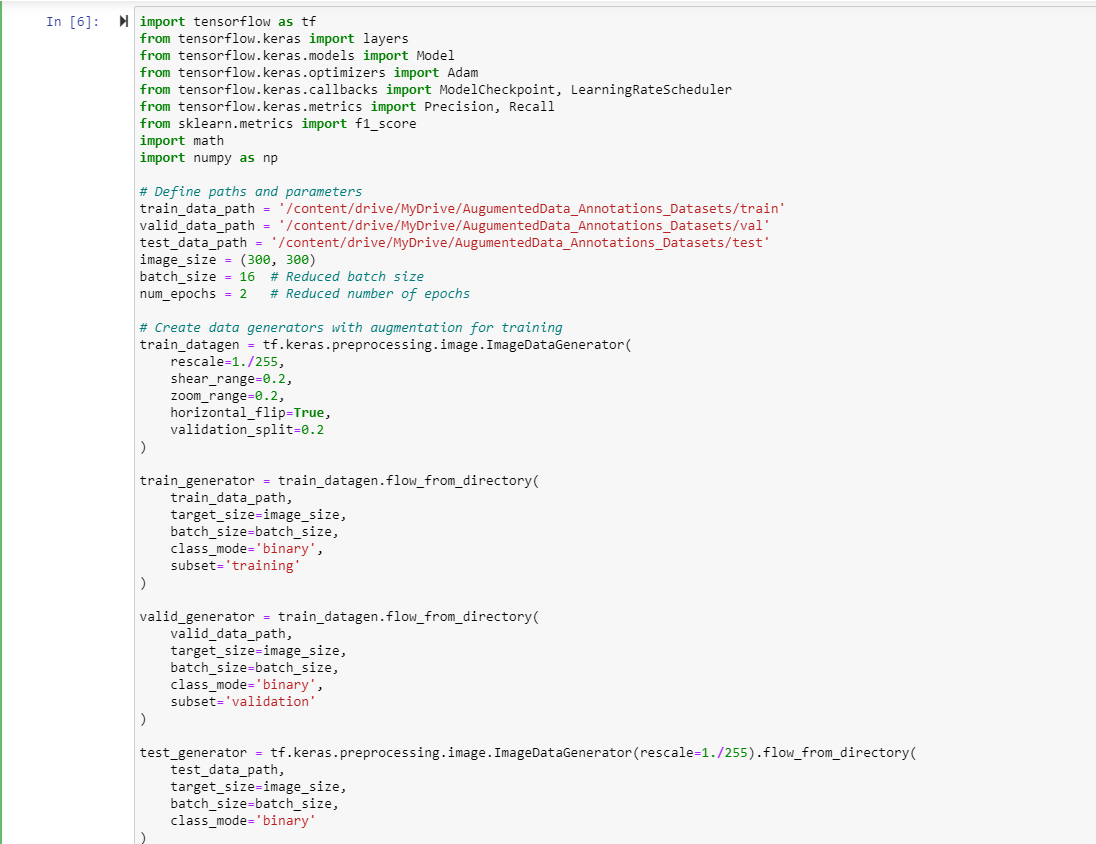 In [6]:
import tensorflow as tf
from tensorflow.keras import layers
from tensorflow.keras.models import Model
from tensorflow.keras.optimizers import Adam
from tensorflow.keras.callbacks import ModelCheckpoint, LearningRateScheduler
from tensorflow.keras.metrics import Precision, Recall
from sklearn.metrics import f1_score
import math
import numpy as np

# Define paths and parameters
train_data_path = '/content/drive/MyDrive/AugumentedData_Annotations_Datasets/train'
valid_data_path = '/content/drive/MyDrive/AugumentedData_Annotations_Datasets/val'
test_data_path = '/content/drive/MyDrive/AugumentedData_Annotations_Datasets/test'
image_size = (300, 300)
batch_size = 16  # Reduced batch size
num_epochs = 2   # Reduced number of epochs

# Create data generators with augmentation for training
train_datagen = tf.keras.preprocessing.image.ImageDataGenerator(
    rescale=1./255,
    shear_range=0.2,
    zoom_range=0.2,
    horizontal_flip=True,
    validation_split=0.2
)

train_generator = train_datagen.flow_from_directory(
    train_data_path,
    target_size=image_size,
    batch_size=batch_size,
    class_mode='binary',
    subset='training'
)

valid_generator = train_datagen.flow_from_directory(
    valid_data_path,
    target_size=image_size,
    batch_size=batch_size,
    class_mode='binary',
    subset='validation'
)

test_generator = tf.keras.preprocessing.image.ImageDataGenerator(rescale=1./255).flow_from_directory(
    test_data_path,
    target_size=image_size,
    batch_size=batch_size,
    class_mode='binary'
)